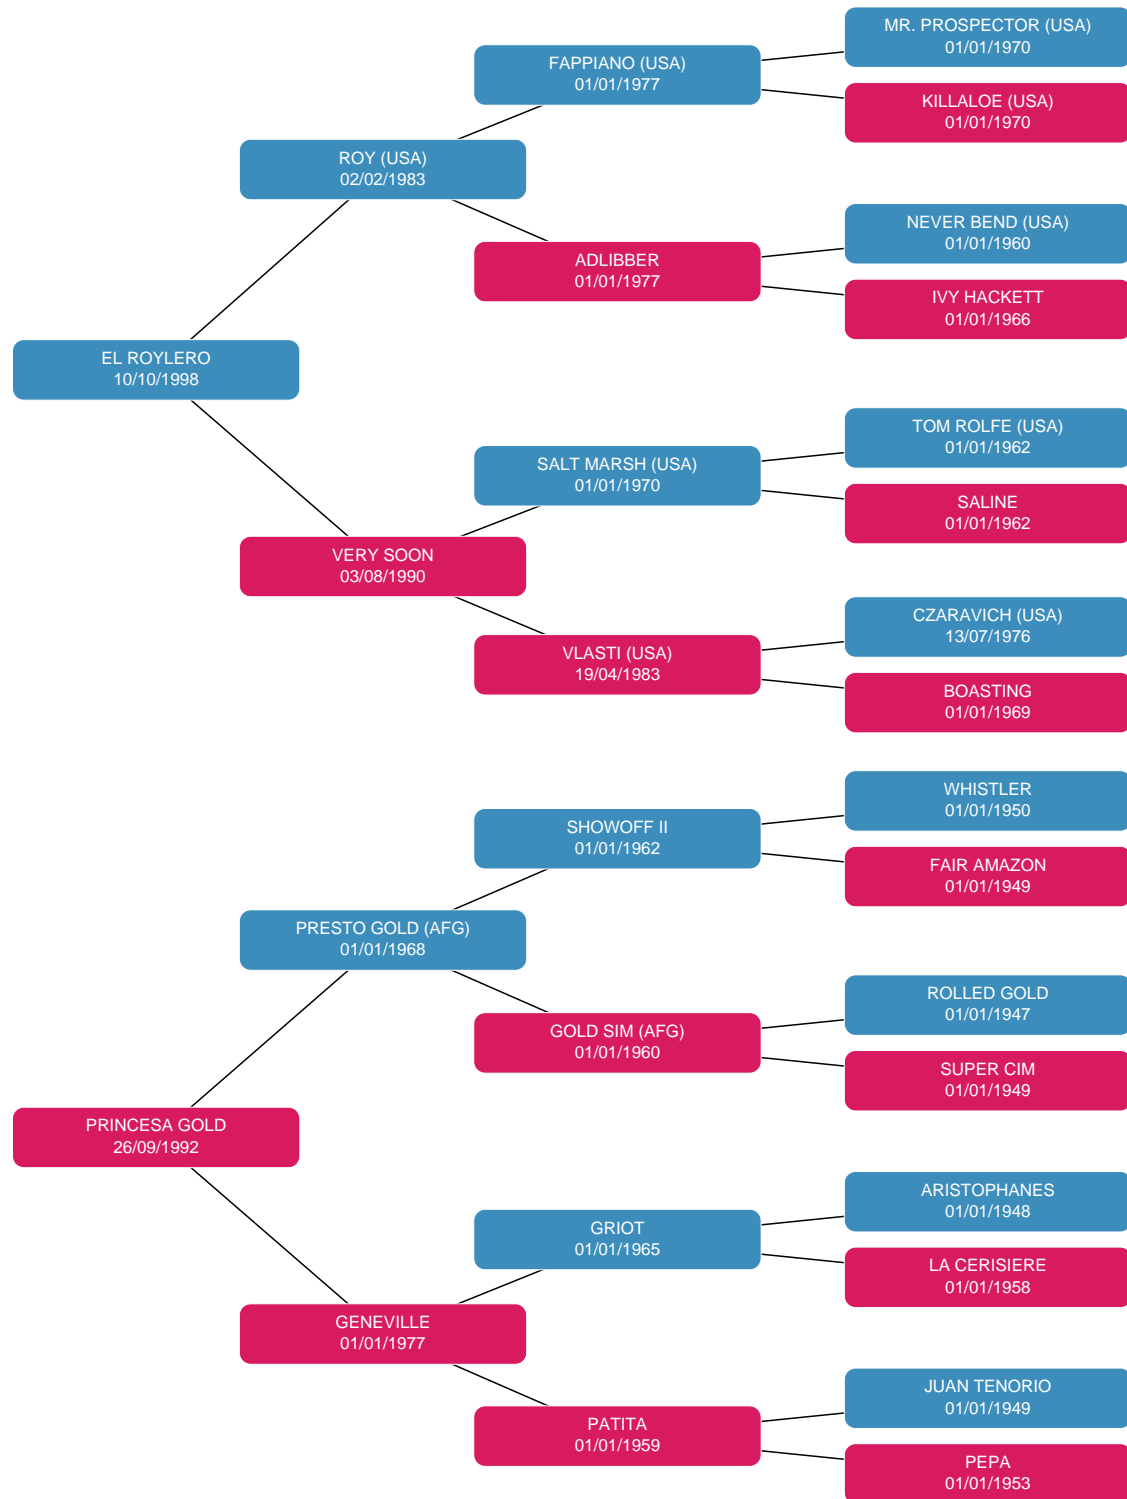 MR. PROSPECTOR (USA)
01/01/1970
FAPPIANO (USA)
01/01/1977
KILLALOE (USA)
01/01/1970
ROY (USA)
02/02/1983
NEVER BEND (USA)
01/01/1960
ADLIBBER
01/01/1977
IVY HACKETT
01/01/1966
EL ROYLERO
10/10/1998
TOM ROLFE (USA)
01/01/1962
SALT MARSH (USA)
01/01/1970
SALINE
01/01/1962
VERY SOON
03/08/1990
CZARAVICH (USA)
13/07/1976
VLASTI (USA)
19/04/1983
BOASTING
01/01/1969
WHISTLER
01/01/1950
SHOWOFF II
01/01/1962
FAIR AMAZON
01/01/1949
PRESTO GOLD (AFG)
01/01/1968
ROLLED GOLD
01/01/1947
GOLD SIM (AFG)
01/01/1960
SUPER CIM
01/01/1949
PRINCESA GOLD
26/09/1992
ARISTOPHANES
01/01/1948
GRIOT
01/01/1965
LA CERISIERE
01/01/1958
GENEVILLE
01/01/1977
JUAN TENORIO
01/01/1949
PATITA
01/01/1959
PEPA
01/01/1953